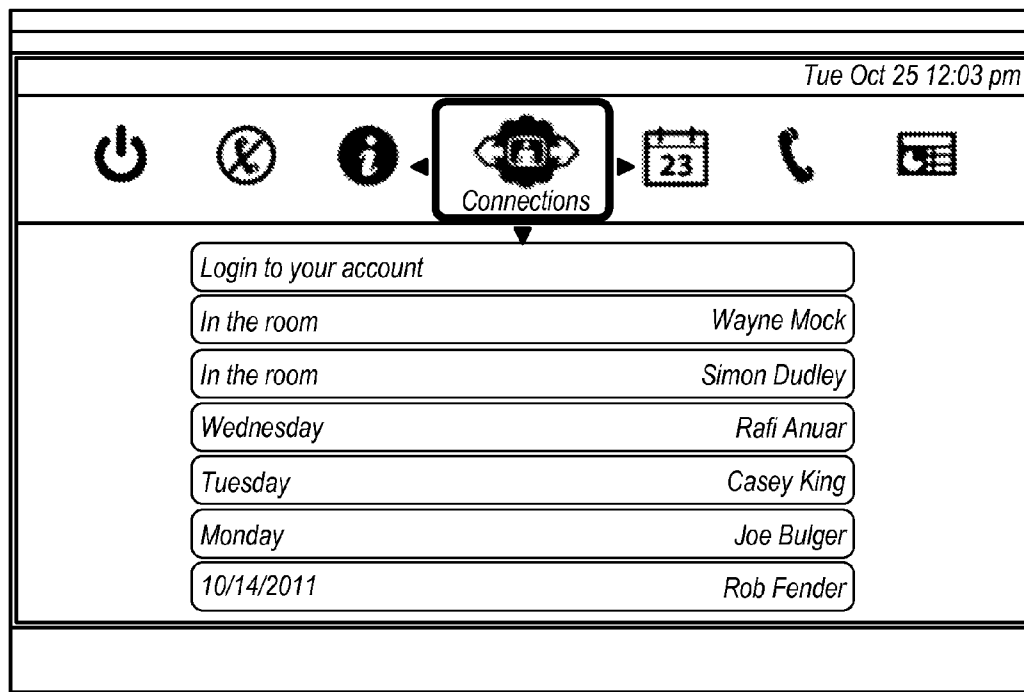 Tue Oct 25 12:03 pm
23
Connections
Login to your account
In the room Wayne Mock
In the room Simon Dudley
Wednesday Rafi Anuar
Tuesday Casey King
Monday Joe Bulger
10/14/2011 Rob Fender